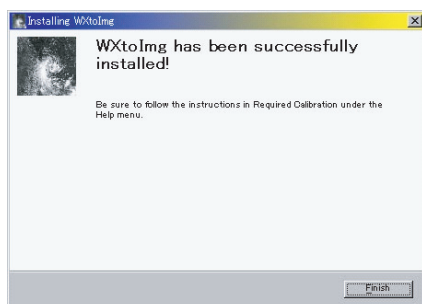 Installing WXtoImg
WXtoImg has been successfully
installed!
Be sure to follow the instructions in Required Calibration under the
Help menu.
Finish